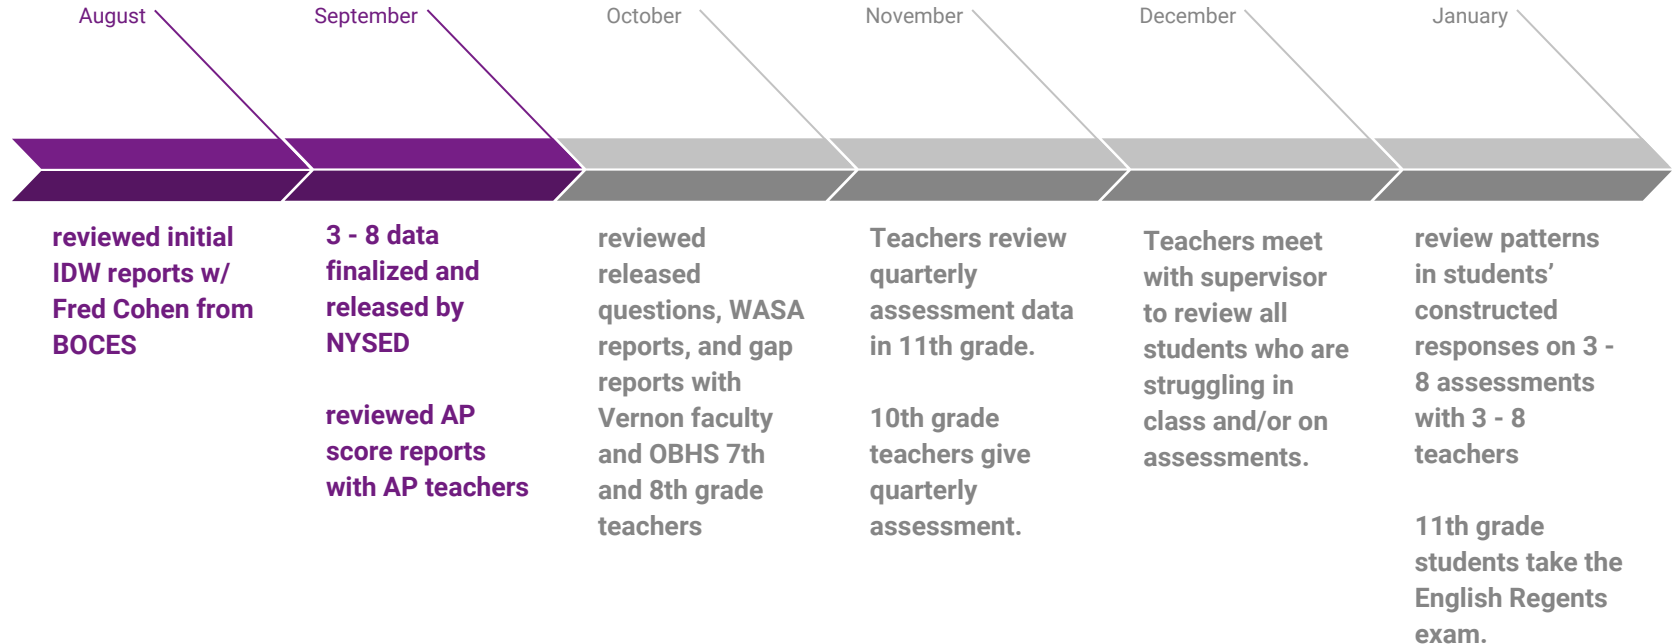 August
September
October
November
December
January
reviewed initial
IDW reports w/
Fred Cohen from
BOCES
3 - 8 data
finalized and
released by
NYSED
reviewed AP
score reports
with AP teachers
reviewed
released
questions, WASA
reports, and gap
reports with
Vernon faculty
and OBHS 7th
and 8th grade
teachers
Teachers review
quarterly
assessment data
in 11th grade.
10th grade
teachers give
quarterly
assessment.
Teachers meet
with supervisor
to review all
students who are
struggling in
class and/or on
assessments.
review patterns
in students’
constructed
responses on 3 -
8 assessments
with 3 - 8
teachers
11th grade
students take the
English Regents
exam.